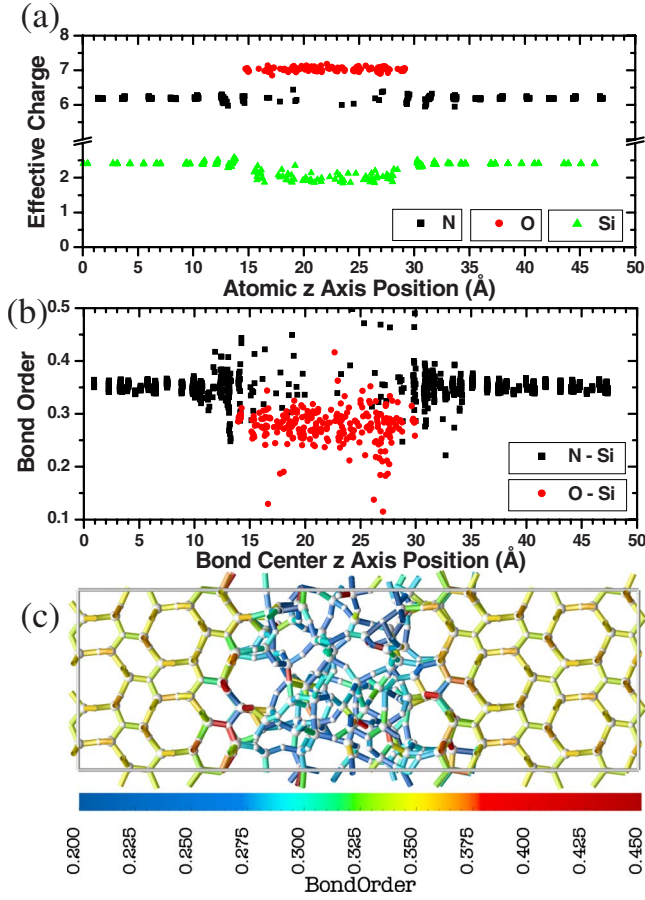 (a)
8
7
6
2
1
0
Effective Charge
N
O
Si
0 5 10 15 20 25 30 35 40 45 50
Atomic z Axis Position (Å)
(b)
0.5
0.4
0.3
0.2
0.1
Bond Order
N - Si
O - Si
0 5 10 15 20 25 30 35 40 45 50
Bond Center z Axis Position (Å)
(c)
0.200 0.225 0.250 0.275 0.300 0.325 0.350 0.375 0.400 0.425 0.450
BondOrder